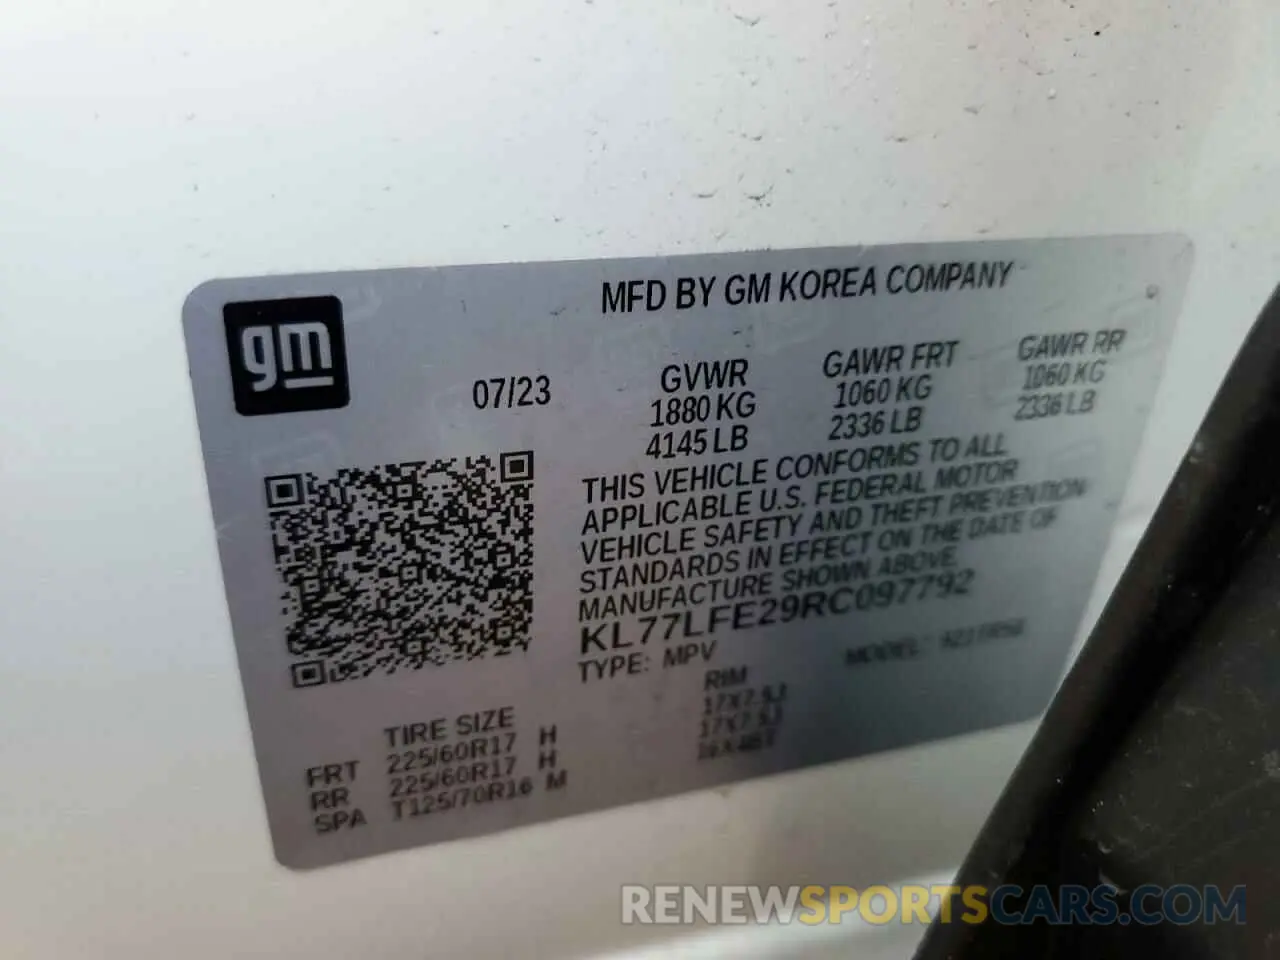 gm
MFD BY GM KOREA COMPANY
07/23
GVWR GAWR FRT GAWR RR
1880 KG 1060 KG 1060 KG
4145 LB 2336 LB 2336 LB
THIS VEHICLE CONFORMS TO ALL
APPLICABLE U.S. FEDERAL MOTOR
VEHICLE SAFETY AND THEFT PREVENTION
STANDARDS IN EFFECT ON THE DATE OF
MANUFACTURE SHOWN ABOVE.
KL77LFE29RC097792
TYPE: MPV MODEL:
TIRE SIZE RIM
FRT 225/60R17 H 17X7.5J
RR 225/60R17 H 17X7.5J
SPA T125/70R16 M
RENEWSPORTSCARS.COM